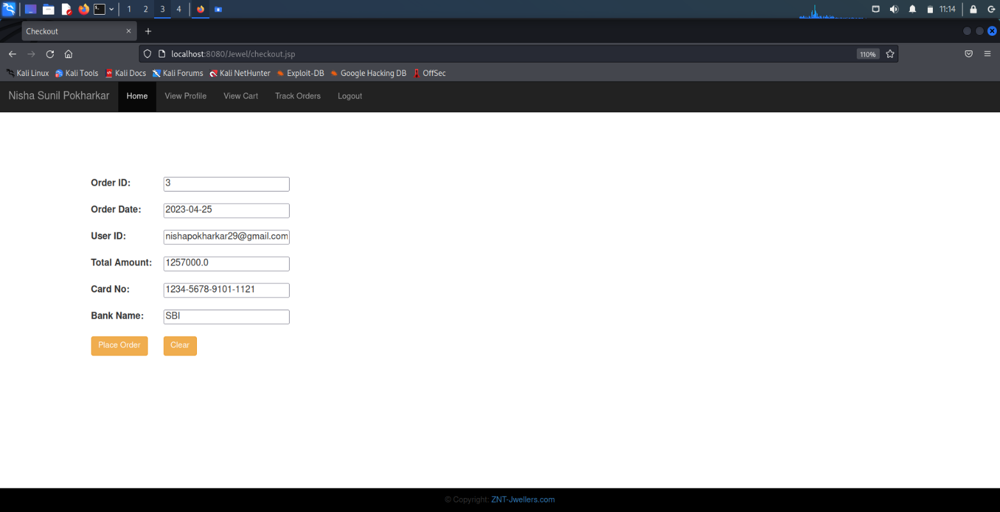 1 2 3 4 11:14
Checkout
localhost:8080/Jewel/checkout.jsp 110%
Kali Linux Kali Tools Kali Docs Kali Forums Kali NetHunter Exploit-DB Google Hacking DB OffSec
Nisha Sunil Pokharkar Home View Profile View Cart Track Orders Logout
Order ID: 3
Order Date: 2023-04-25
User ID: nishapokharkar29@gmail.com
Total Amount: 1257000.0
Card No: 1234-5678-9101-1121
Bank Name: SBI
Place Order Clear
© Copyright: ZNT-Jwellers.com